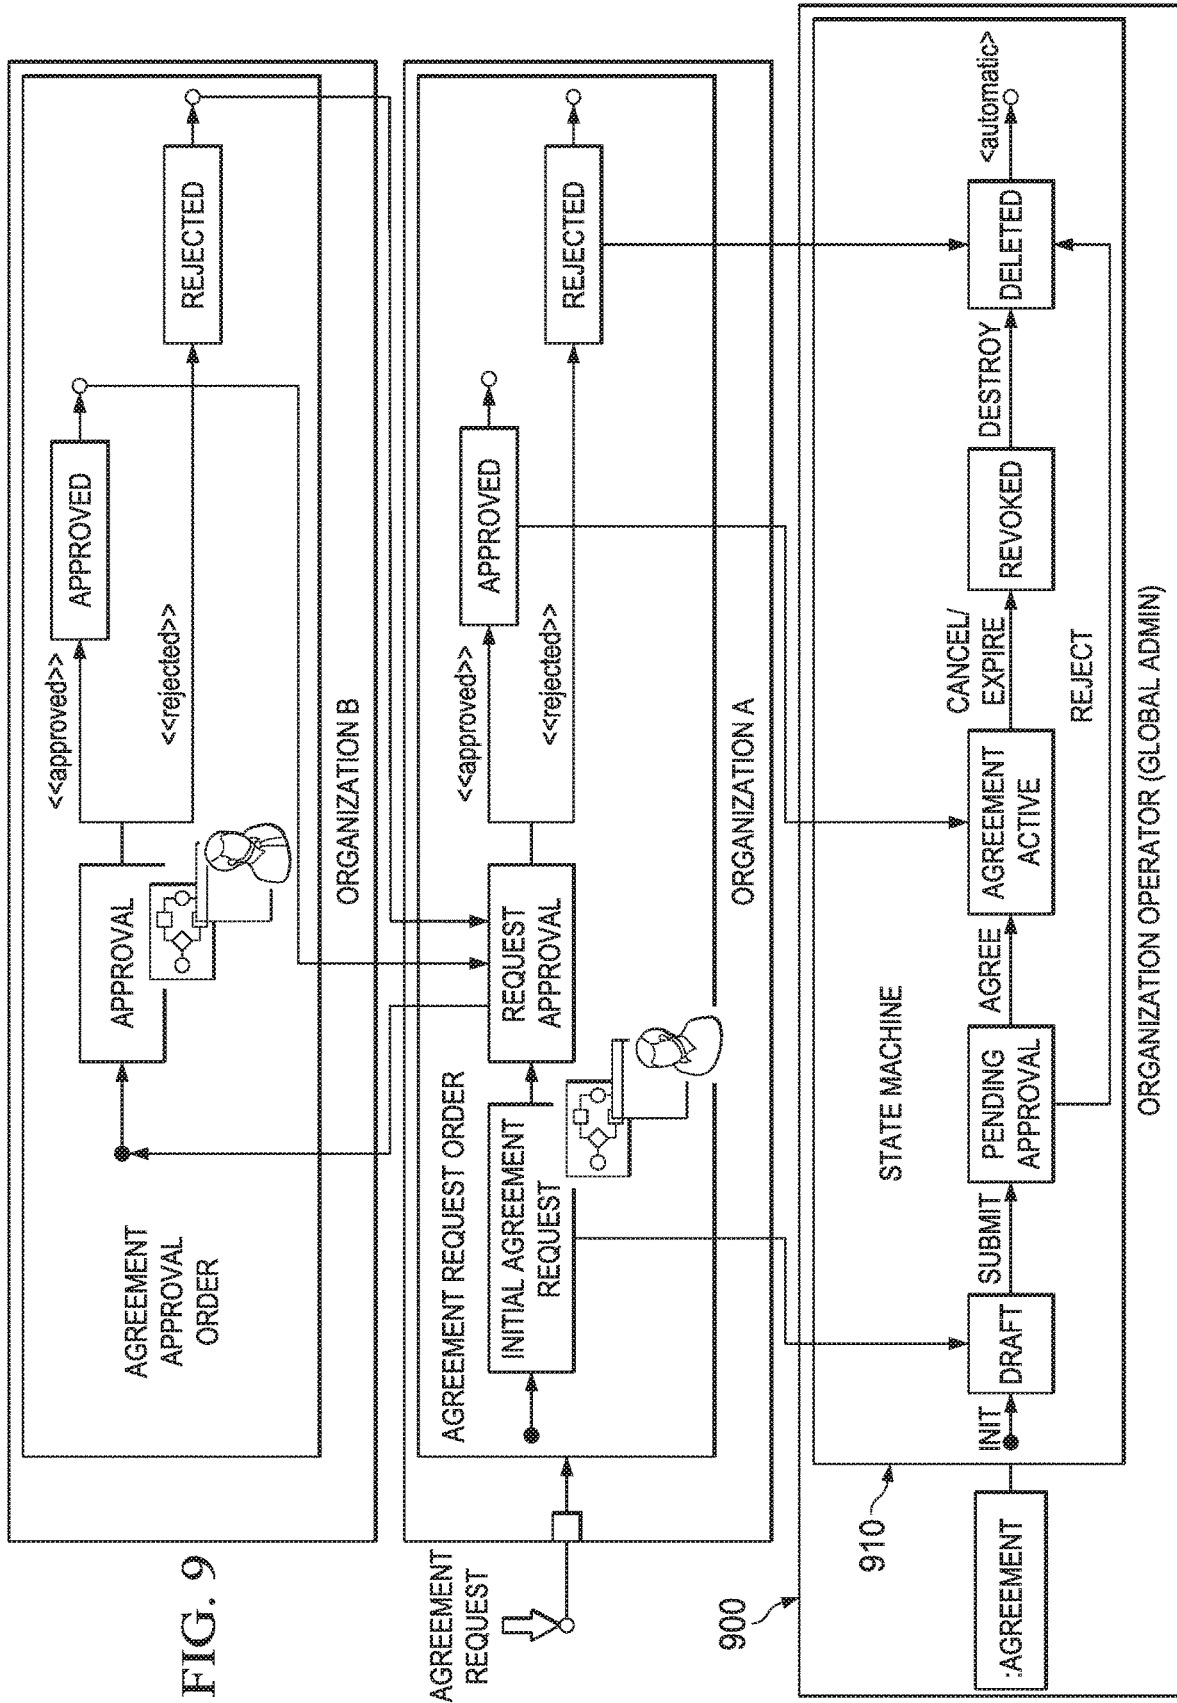 FIG. 9
AGREEMENT
APPROVAL
ORDER
APPROVAL
<<approved>>
APPROVED
<<rejected>>
REJECTED
ORGANIZATION B
AGREEMENT
REQUEST
AGREEMENT REQUEST ORDER
INITIAL AGREEMENT
REQUEST
REQUEST
APPROVAL
<<approved>>
APPROVED
<<rejected>>
REJECTED
ORGANIZATION A
900
910
STATE MACHINE
:AGREEMENT
INIT
DRAFT
SUBMIT
PENDING
APPROVAL
AGREE
AGREEMENT
ACTIVE
CANCEL/
EXPIRE
REVOKED
DESTROY
DELETED
<automatic>
REJECT
ORGANIZATION OPERATOR (GLOBAL ADMIN)